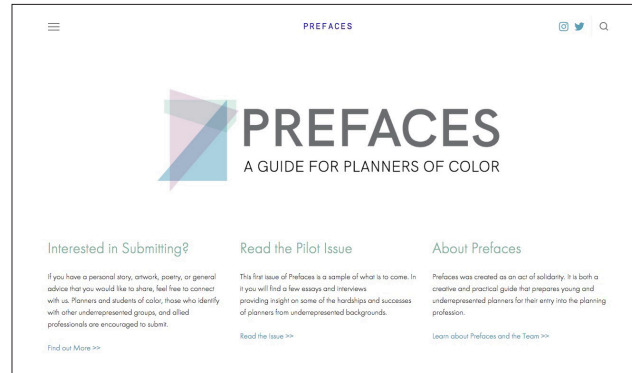 PREFACES
PREFACES
A GUIDE FOR PLANNERS OF COLOR
Interested in Submitting?
If you have a personal story, artwork, poetry, or general
advice that you would like to share, feel free to connect
with us. Planners and students of color, those who identify
with other underrepresented groups, and allied
professionals are encouraged to submit.
Find out More >>
Read the Pilot Issue
This first issue of Prefaces is a sample of what is to come. In
it you will find a few essays and interviews
providing insight on some of the hardships and successes
of planners from underrepresented backgrounds.
Read the Issue >>
About Prefaces
Prefaces was created as an act of solidarity. It is both a
creative and practical guide that prepares young and
underrepresented planners for their entry into the planning
profession.
Learn about Prefaces and the Team >>